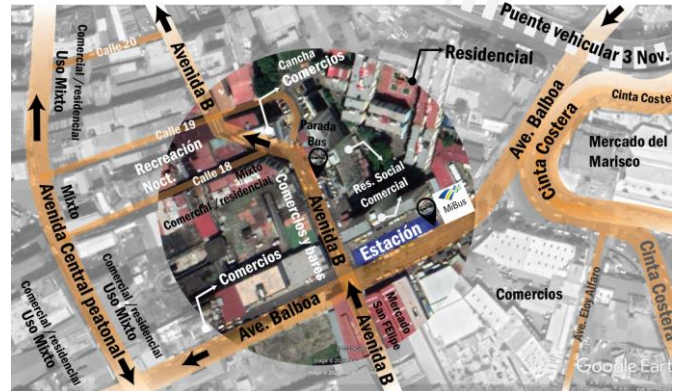 Puente vehicular 3 Nov.
Calle 20
Comercial / residencial
Uso Mixto
Avenida B
Cancha
Comercios
Residencial
Cinta Coster
Ave. Balboa
Cinta Costera
Mercado del
Marisco
Calle 19
Recreación
Noct.
Parada
Bus
Calle 18
Mixto
Comercial / residencial
Res. Social
Comercial
MiBus
Estación
Mixto
Avenida Central peatonal
Comercios y bares
Avenida B
Comercios
Comercial / residencial
Uso Mixto
Comercial / residencial
Uso Mixto
Ave. Balboa
Mercado
San FElipe
Avenida B
Comercios
Ave. Eloy Alfaro
Cinta Costera
Google Eart